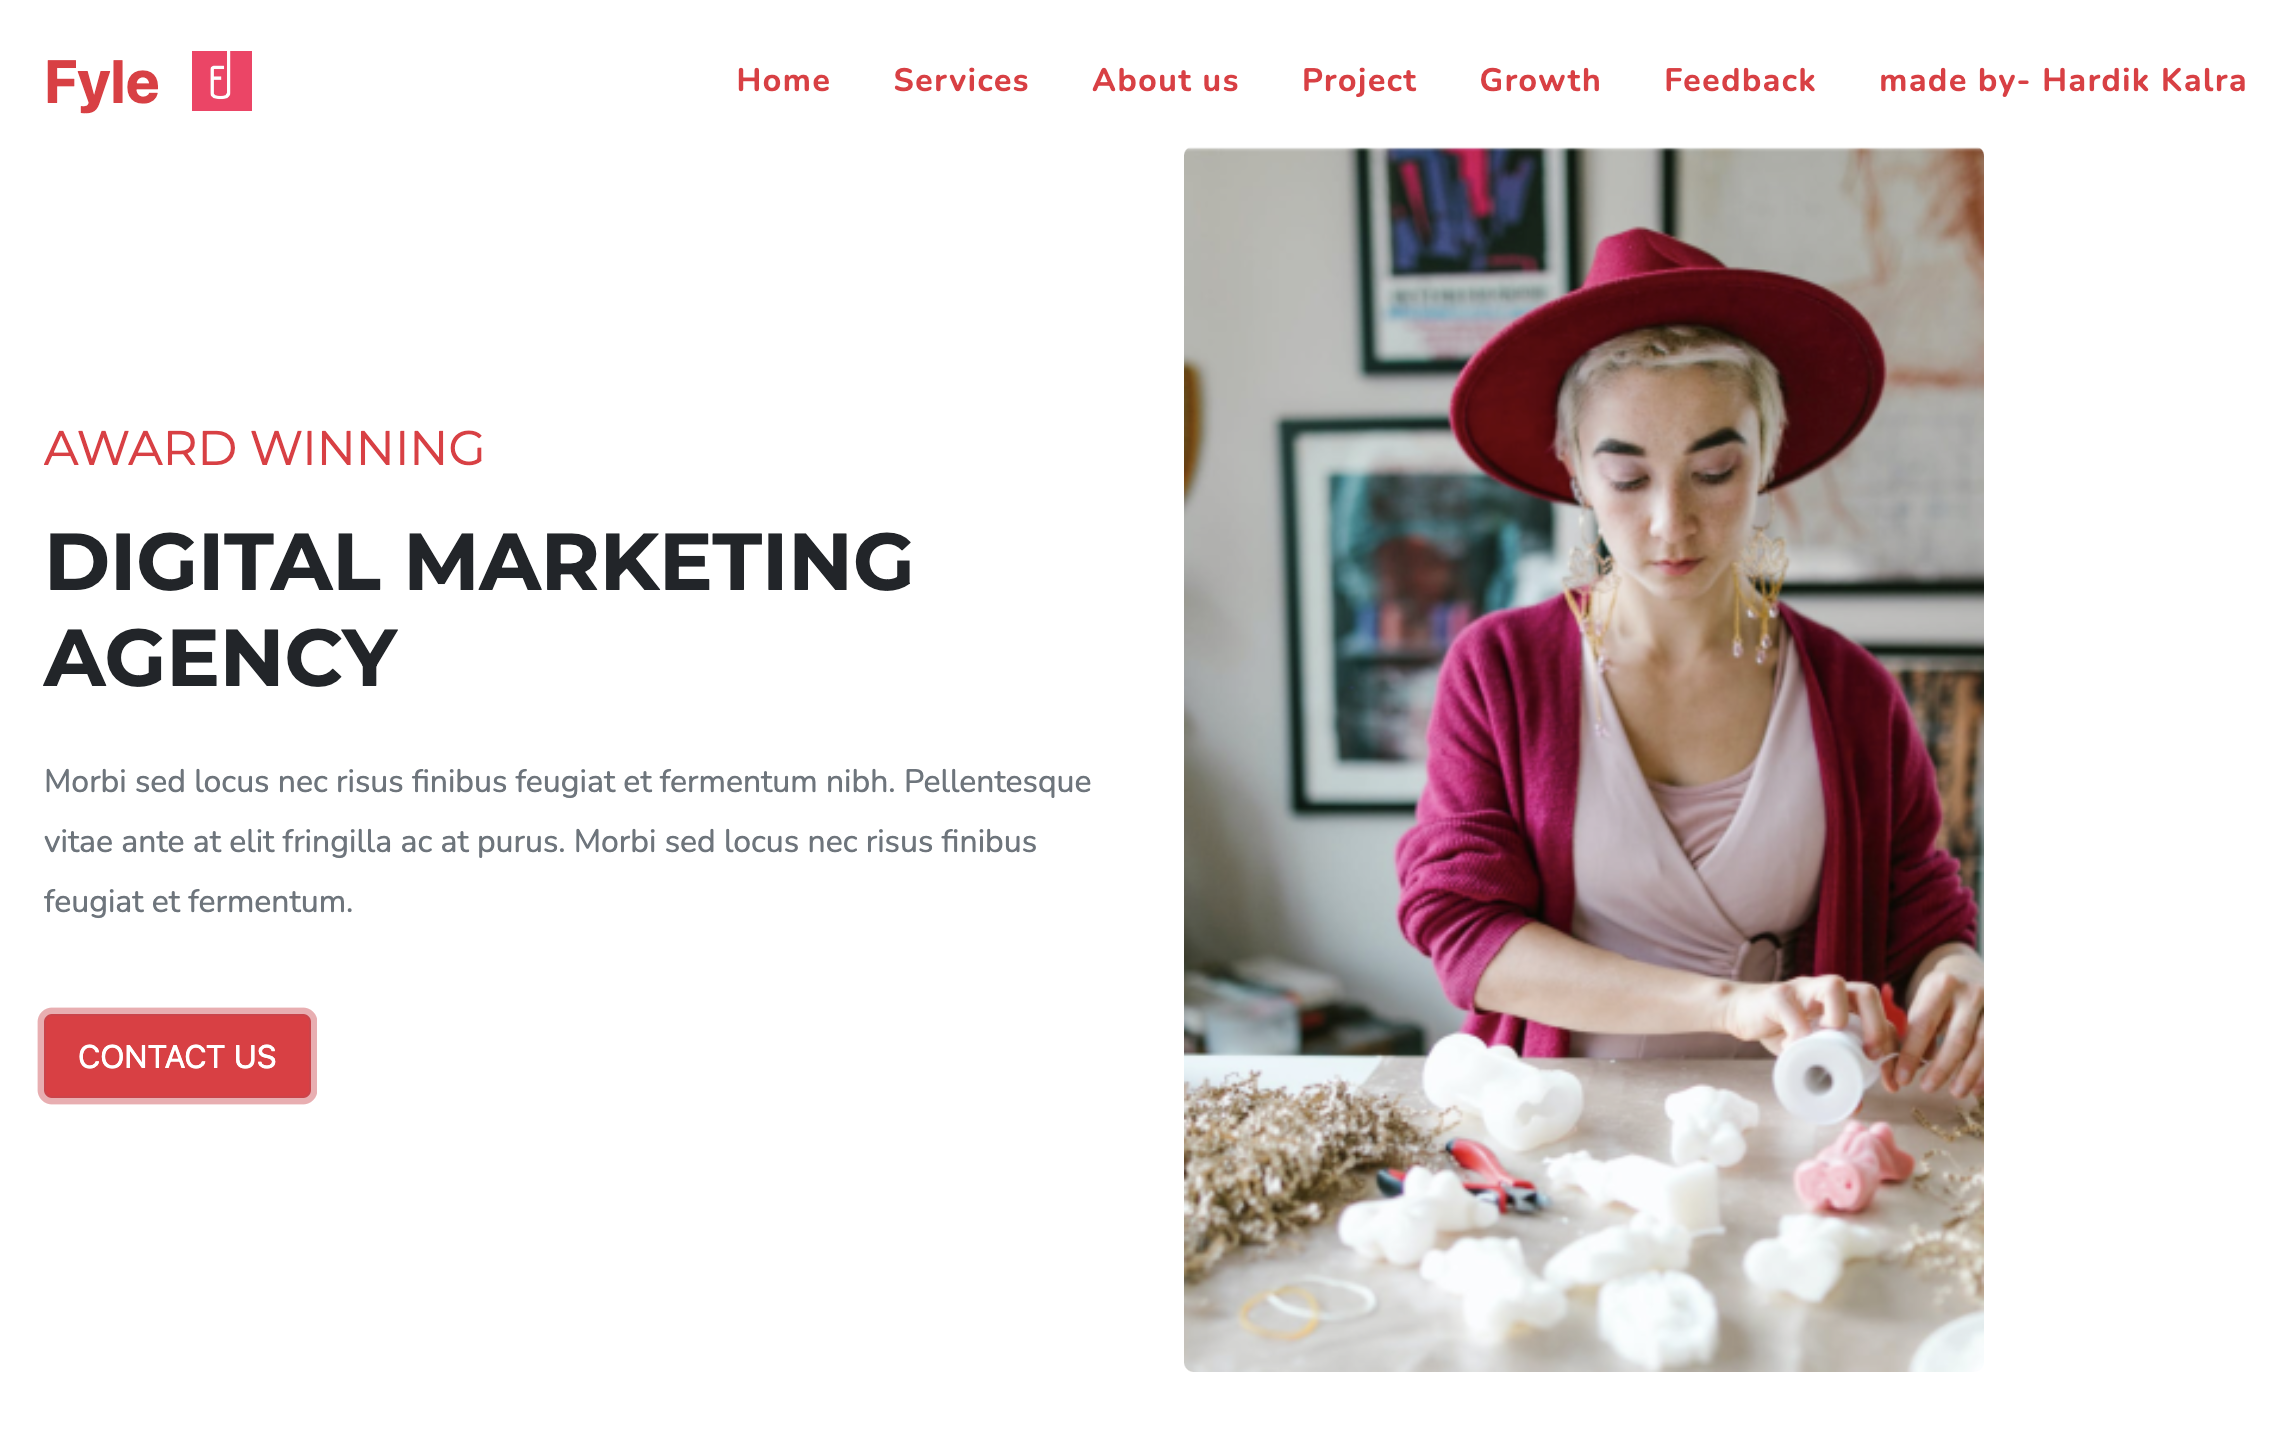 Fyle
Home Services About us Project Growth Feedback made by- Hardik Kalra
AWARD WINNING
DIGITAL MARKETING
AGENCY
Morbi sed locus nec risus finibus feugiat et fermentum nibh. Pellentesque
vitae ante at elit fringilla ac at purus. Morbi sed locus nec risus finibus
feugiat et fermentum.
CONTACT US